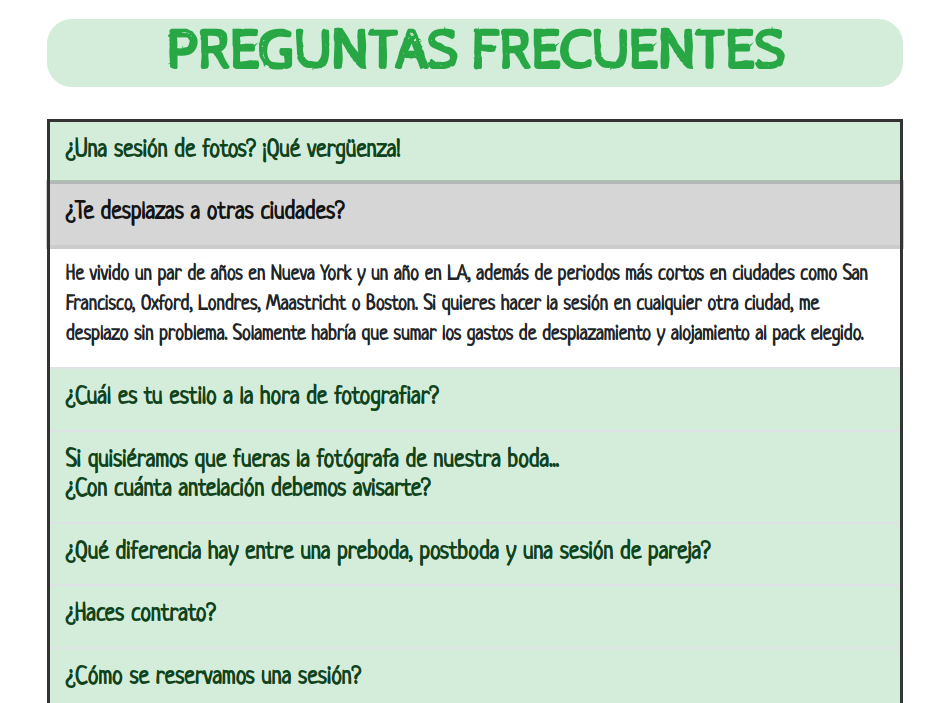 PREGUNTAS FRECUENTES
¿Una sesión de fotos? ¡Qué vergüenza!
¿Te desplazas a otras ciudades?
He vivido un par de años en Nueva York y un año en LA, además de periodos más cortos en ciudades como San
Francisco, Oxford, Londres, Maastricht o Boston. Si quieres hacer la sesión en cualquier otra ciudad, me
desplazo sin problema. Solamente habría que sumar los gastos de desplazamiento y alojamiento al pack elegido.
¿Cuál es tu estilo a la hora de fotografiar?
Si quisiéramos que fueras la fotógrafa de nuestra boda...
¿Con cuánta antelación debemos avisarte?
¿Qué diferencia hay entre una preboda, postboda y una sesión de pareja?
¿Haces contrato?
¿Cómo se reservamos una sesión?